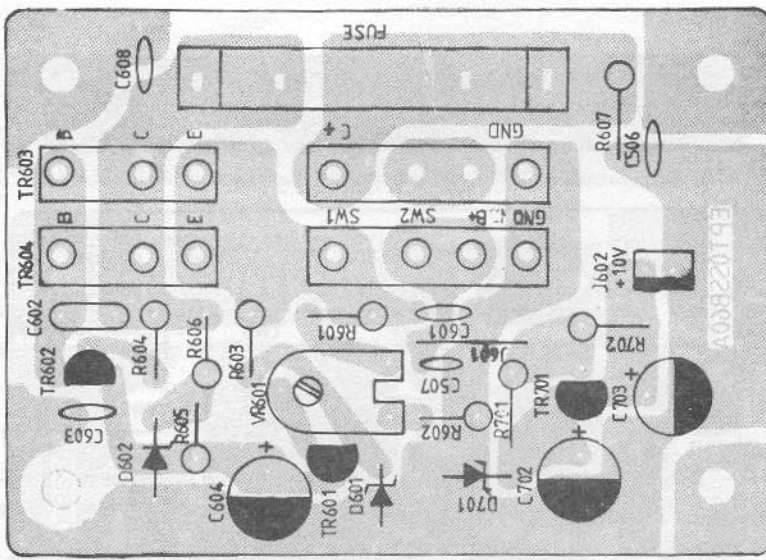 FUSE
C608
R607
C506
TR603
B
C
E
C+
GND
TR604
B
C
E
SW1
SW2
B+
GND
J602
+10V
EPT055B60A
C602
R604
R606
R603
R601
C601
J601
R702
TR602
VR601
C507
R701
TR701
C703
+
C603
D602
R605
R602
C604
+
TR601
D601
D701
C702
+